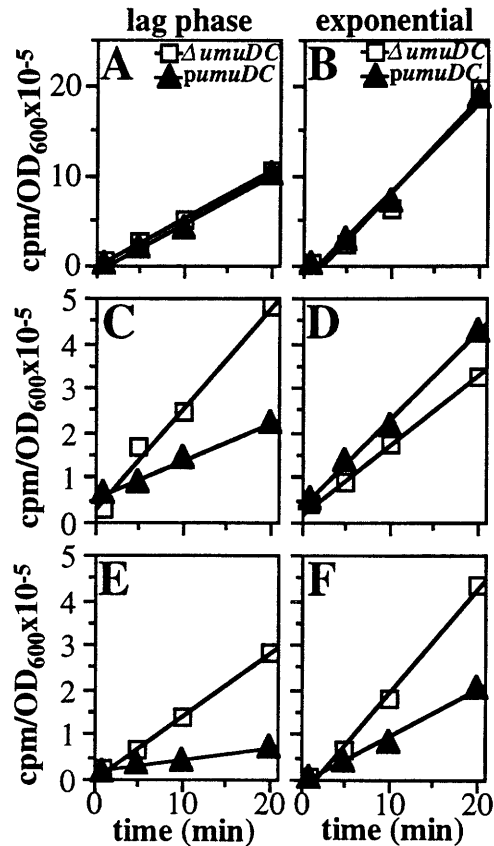 lag phase exponential
A □ ΔumuDC B □ ΔumuDC
▲ pumuDC ▲ pumuDC
cpm/OD600x10-5
20
10
0
C D
cpm/OD600x10-5
5
4
3
2
1
0
E F
cpm/OD600x10-5
5
4
3
2
1
0
0 10 20 0 10 20
time (min) time (min)